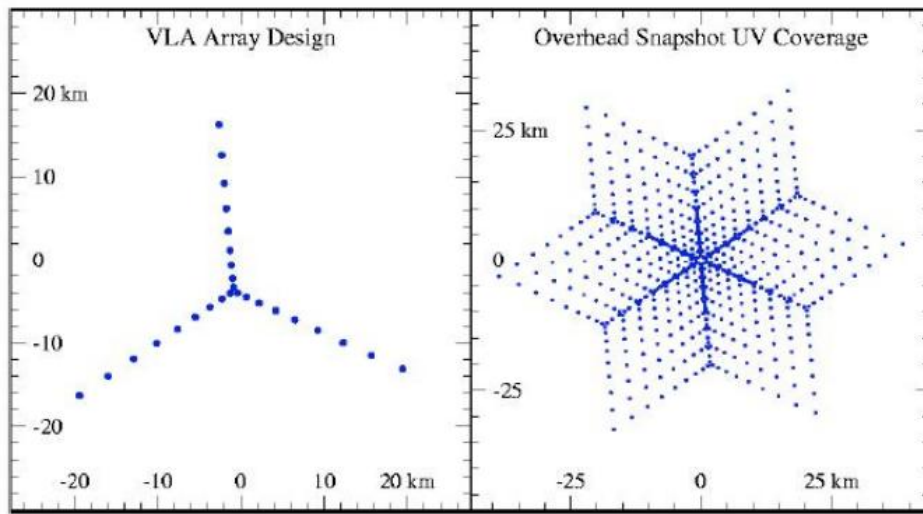 VLA Array Design
20 km
10
0
-10
-20
-20 -10 0 10 20 km
Overhead Snapshot UV Coverage
25 km
0
-25
-25 0 25 km